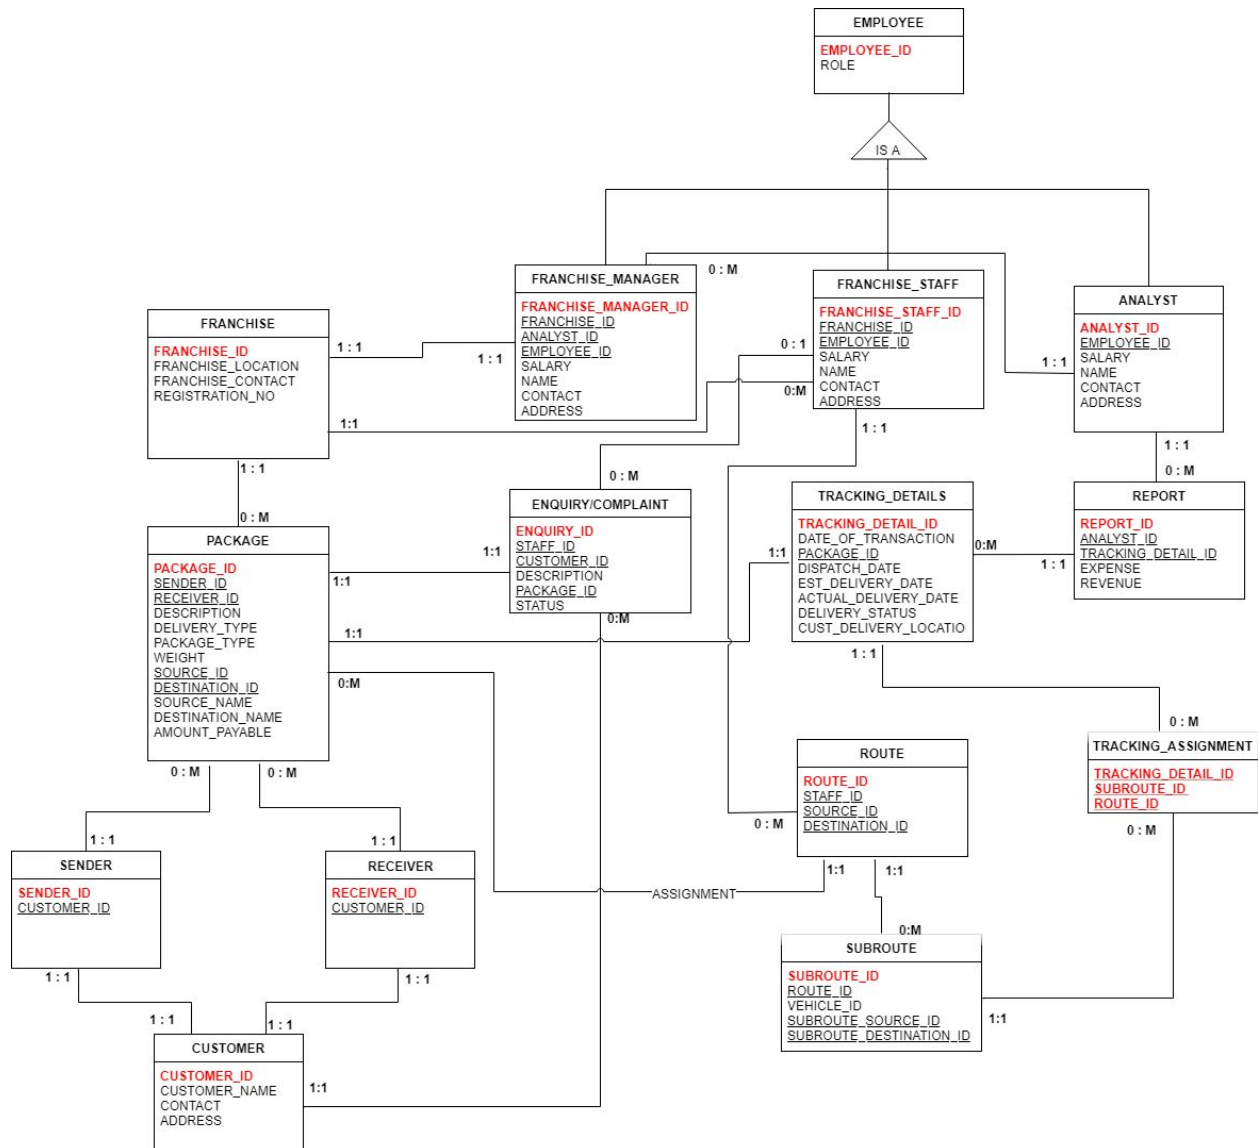 EMPLOYEE
EMPLOYEE_ID
ROLE
IS A
0 : M
FRANCHISE_MANAGER
FRANCHISE_MANAGER_ID
FRANCHISE_ID
ANALYST_ID
EMPLOYEE_ID
SALARY
NAME
CONTACT
ADDRESS
FRANCHISE_STAFF
FRANCHISE_STAFF_ID
FRANCHISE_ID
EMPLOYEE_ID
SALARY
NAME
CONTACT
ADDRESS
ANALYST
ANALYST_ID
EMPLOYEE_ID
SALARY
NAME
CONTACT
ADDRESS
FRANCHISE
FRANCHISE_ID
FRANCHISE_LOCATION
FRANCHISE_CONTACT
REGISTRATION_NO
1 : 1
1 : 1
0 : 1
0:M
1:1
1:1
1 : 1
1 : 1
1 : 1
0 : M
0 : M
0 : M
ENQUIRY/COMPLAINT
ENQUIRY_ID
STAFF_ID
CUSTOMER_ID
DESCRIPTION
PACKAGE_ID
STATUS
TRACKING_DETAILS
TRACKING_DETAIL_ID
DATE_OF_TRANSACTION
PACKAGE_ID
DISPATCH_DATE
EST_DELIVERY_DATE
ACTUAL_DELIVERY_DATE
DELIVERY_STATUS
CUST_DELIVERY_LOCATIO
REPORT
REPORT_ID
ANALYST_ID
TRACKING_DETAIL_ID
EXPENSE
REVENUE
PACKAGE
PACKAGE_ID
SENDER_ID
RECEIVER_ID
DESCRIPTION
DELIVERY_TYPE
PACKAGE_TYPE
WEIGHT
SOURCE_ID
DESTINATION_ID
SOURCE_NAME
DESTINATION_NAME
AMOUNT_PAYABLE
1:1
1:1
1:1
0:M
1 : 1
0:M
1:1
0:M
1 : 1
0 : M
0 : M
0 : M
ROUTE
ROUTE_ID
STAFF_ID
SOURCE_ID
DESTINATION_ID
TRACKING_ASSIGNMENT
TRACKING_DETAIL_ID
SUBROUTE_ID
ROUTE_ID
0 : M
0 : M
1 : 1
1 : 1
SENDER
SENDER_ID
CUSTOMER_ID
RECEIVER
RECEIVER_ID
CUSTOMER_ID
ASSIGNMENT
1:1
1:1
0:M
SUBROUTE
SUBROUTE_ID
ROUTE_ID
VEHICLE_ID
SUBROUTE_SOURCE_ID
SUBROUTE_DESTINATION_ID
1:1
1 : 1
1 : 1
1 : 1
1 : 1
CUSTOMER
CUSTOMER_ID
CUSTOMER_NAME
CONTACT
ADDRESS
1:1